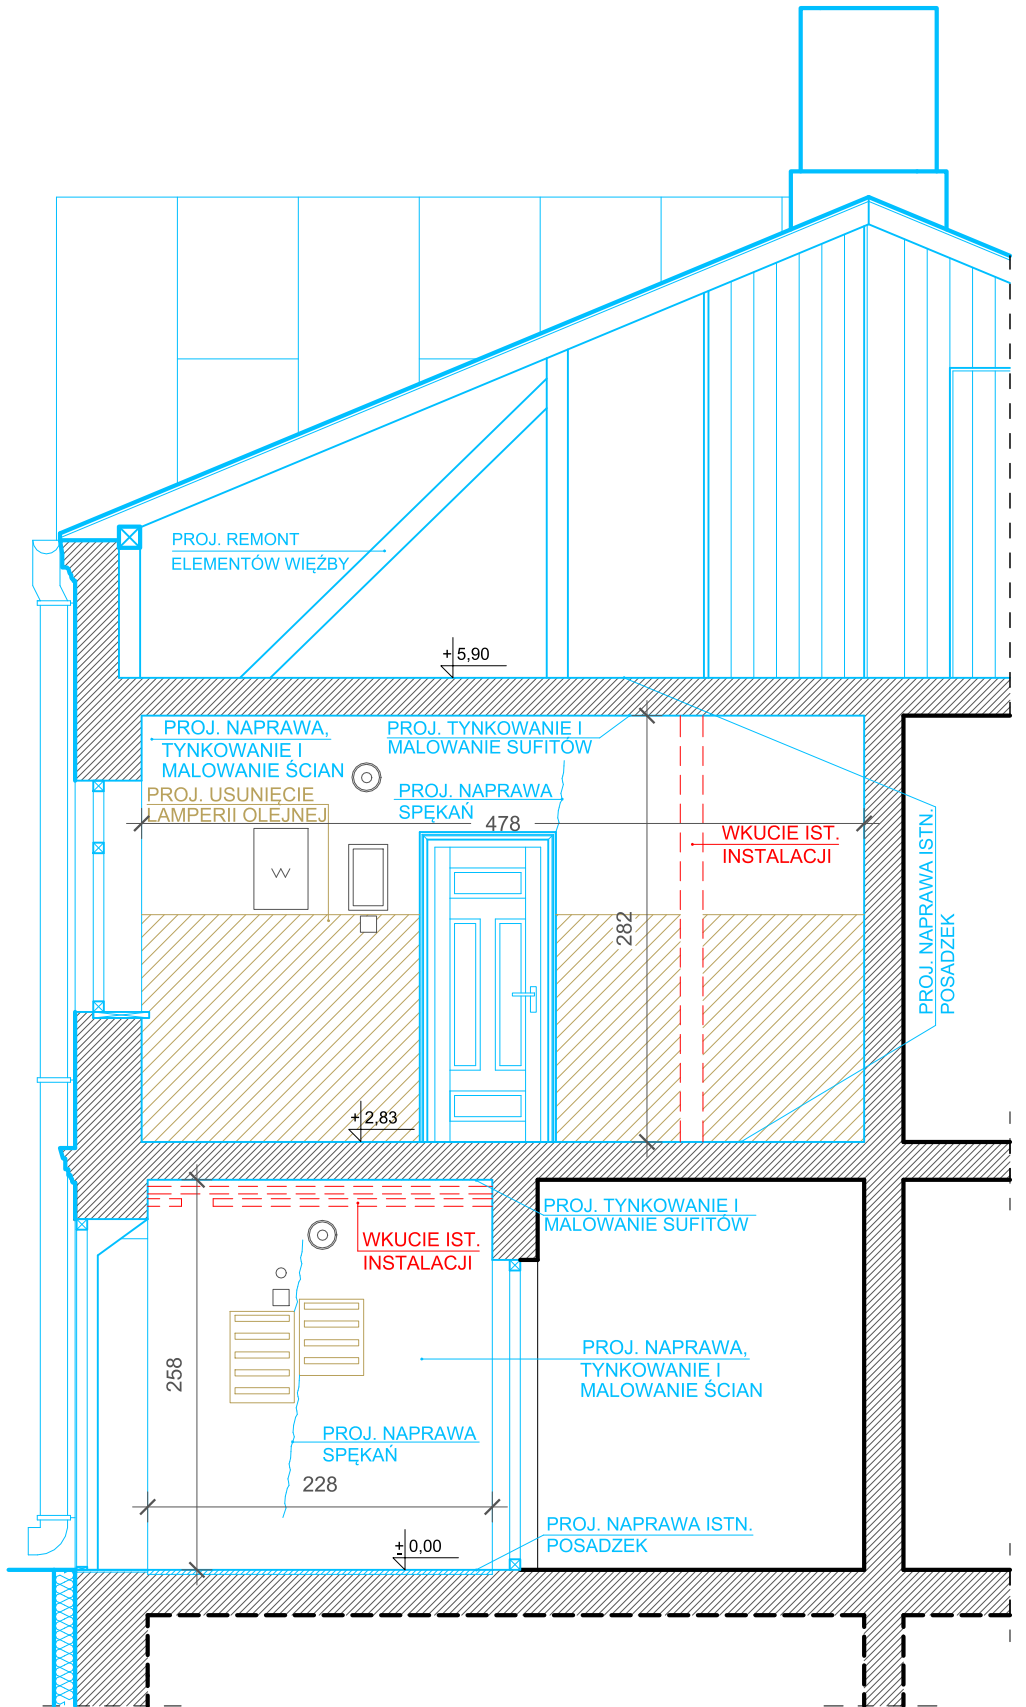 PROJ. REMONT
ELEMENTÓW WIĘŹBY
+ 5,90
PROJ. NAPRAWA,
TYNKOWANIE I
MALOWANIE ŚCIAN
PROJ. TYNKOWANIE I
MALOWANIE SUFITÓW
PROJ. USUNIĘCIE
LAMPERII OLEJNEJ
PROJ. NAPRAWA
SPĘKAŃ
478
WKUCIE IST.
INSTALACJI
W
282
PROJ. NAPRAWA ISTN.
POSADZEK
+ 2,83
PROJ. TYNKOWANIE I
MALOWANIE SUFITÓW
WKUCIE IST.
INSTALACJI
258
PROJ. NAPRAWA,
TYNKOWANIE I
MALOWANIE ŚCIAN
PROJ. NAPRAWA
SPĘKAŃ
228
PROJ. NAPRAWA ISTN.
POSADZEK
± 0,00